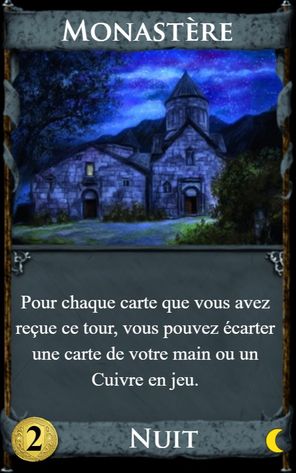 MONASTÈRE
Pour chaque carte que vous avez
reçue ce tour, vous pouvez écarter
une carte de votre main ou un
Cuivre en jeu.
2
NUIT